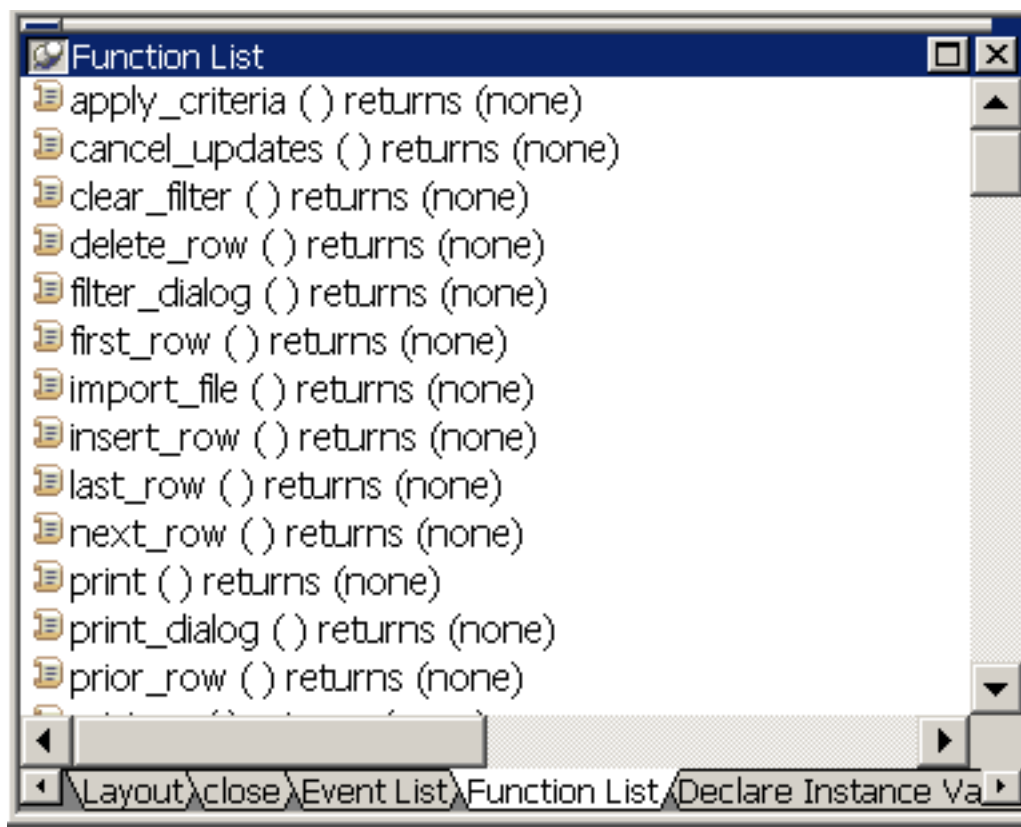 Function List
apply_criteria ( ) returns (none)
cancel_updates ( ) returns (none)
clear_filter ( ) returns (none)
delete_row ( ) returns (none)
filter_dialog ( ) returns (none)
first_row ( ) returns (none)
import_file ( ) returns (none)
insert_row ( ) returns (none)
last_row ( ) returns (none)
next_row ( ) returns (none)
print ( ) returns (none)
print_dialog ( ) returns (none)
prior_row ( ) returns (none)
Layout close Event List Function List Declare Instance Va